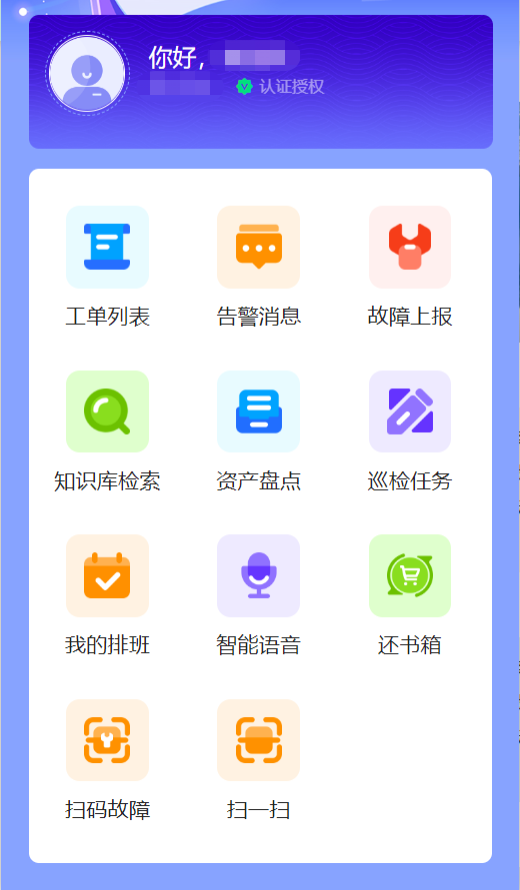 你好，
认证授权
工单列表
告警消息
故障上报
知识库检索
资产盘点
巡检任务
我的排班
智能语音
还书箱
扫码故障
扫一扫